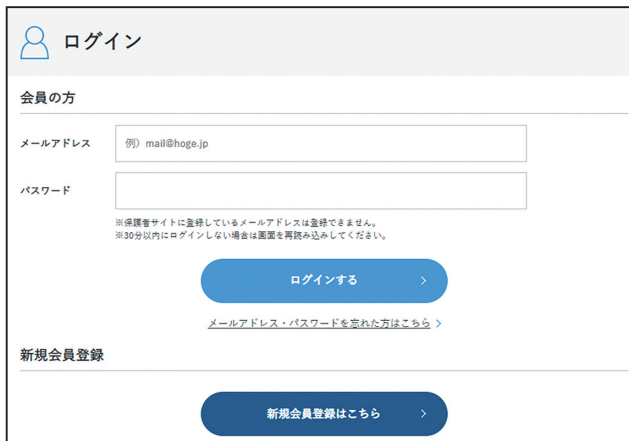 ログイン
会員の方
メールアドレス
例）mail@hoge.jp
パスワード
※保護者サイトに登録しているメールアドレスは登録できません。
※30分以内にログインしない場合は画面を再読み込みしてください。
ログインする
メールアドレス・パスワードを忘れた方はこちら
新規会員登録
新規会員登録はこちら